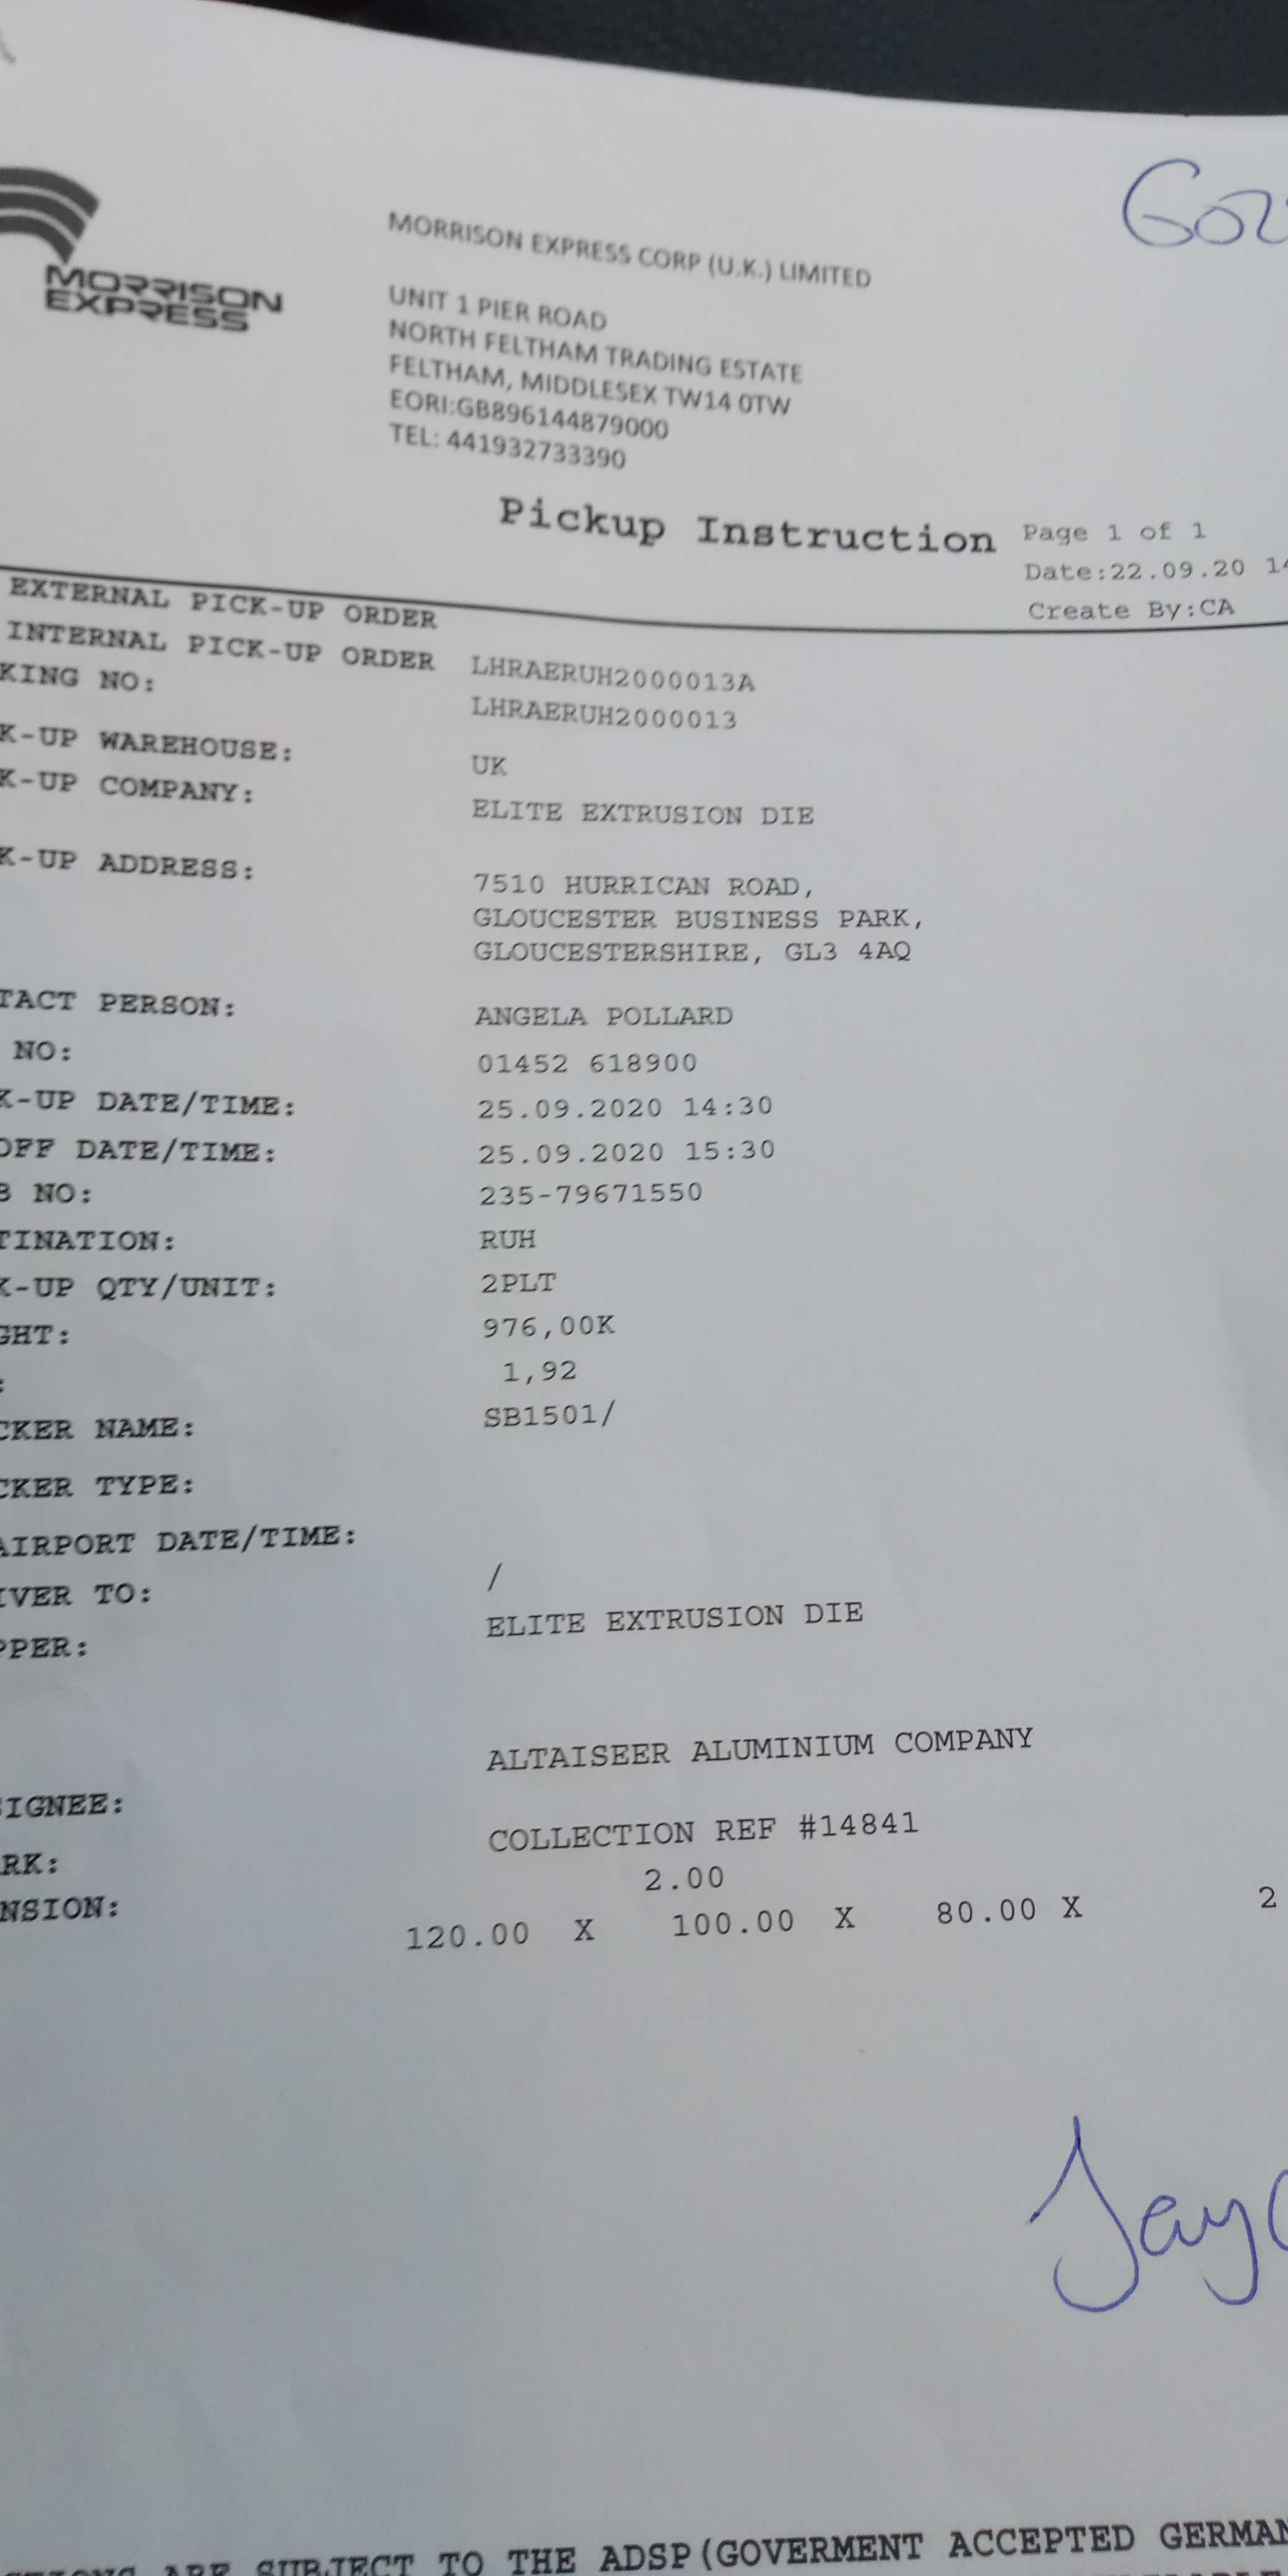 MORRISON
EXPRESS
MORRISON EXPRESS CORP (U.K.) LIMITED
UNIT 1 PIER ROAD
NORTH FELTHAM TRADING ESTATE
FELTHAM, MIDDLESEX TW14 0TW
EORI:GB896144879000
TEL: 441932733390
Pickup Instruction
Page 1 of 1
Date:22.09.20 14
Create By:CA
EXTERNAL PICK-UP ORDER
INTERNAL PICK-UP ORDER LHRAERUH2000013A
KING NO: LHRAERUH2000013
K-UP WAREHOUSE: UK
K-UP COMPANY: ELITE EXTRUSION DIE
K-UP ADDRESS: 7510 HURRICAN ROAD,
GLOUCESTER BUSINESS PARK,
GLOUCESTERSHIRE, GL3 4AQ
TACT PERSON: ANGELA POLLARD
NO: 01452 618900
K-UP DATE/TIME: 25.09.2020 14:30
OFF DATE/TIME: 25.09.2020 15:30
B NO: 235-79671550
TINATION: RUH
K-UP QTY/UNIT: 2PLT
GHT: 976,00K
: 1,92
CKER NAME: SB1501/
CKER TYPE:
AIRPORT DATE/TIME:
IVER TO: /
PPER: ELITE EXTRUSION DIE
SIGNEE: ALTAISEER ALUMINIUM COMPANY
RK: COLLECTION REF #14841
NSION: 2.00
120.00 X 100.00 X 80.00 X 2
Jay
ARE SUBJECT TO THE ADSP(GOVERMENT ACCEPTED GERMAN